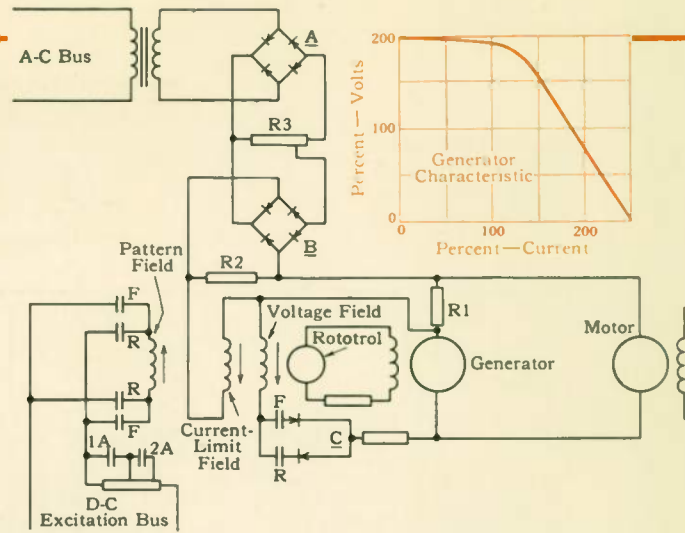 A-C Bus
A
R3
B
R2
Pattern
Field
F
R
R
F
1A
2A
D-C
Excitation Bus
Current-
Limit
Field
Voltage Field
Rototrol
F
R
C
R1
Generator
Motor
Percent—Volts
200
100
0
Generator
Characteristic
0
100
200
Percent—Current